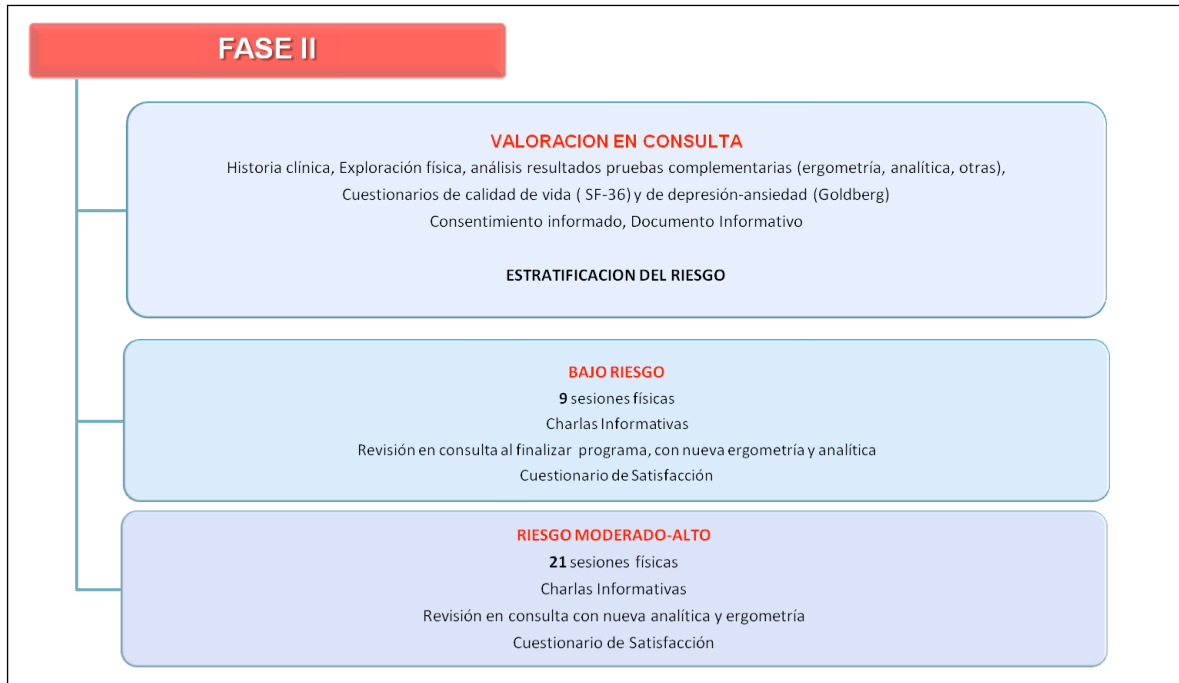 FASE II
VALORACION EN CONSULTA
Historia clínica, Exploración física, análisis resultados pruebas complementarias (ergometría, analítica, otras),
Cuestionarios de calidad de vida ( SF-36) y de depresión-ansiedad (Goldberg)
Consentimiento informado, Documento Informativo
ESTRATIFICACION DEL RIESGO
BAJO RIESGO
9 sesiones físicas
Charlas Informativas
Revisión en consulta al finalizar programa, con nueva ergometría y analítica
Cuestionario de Satisfacción
RIESGO MODERADO-ALTO
21 sesiones físicas
Charlas Informativas
Revisión en consulta con nueva analítica y ergometría
Cuestionario de Satisfacción